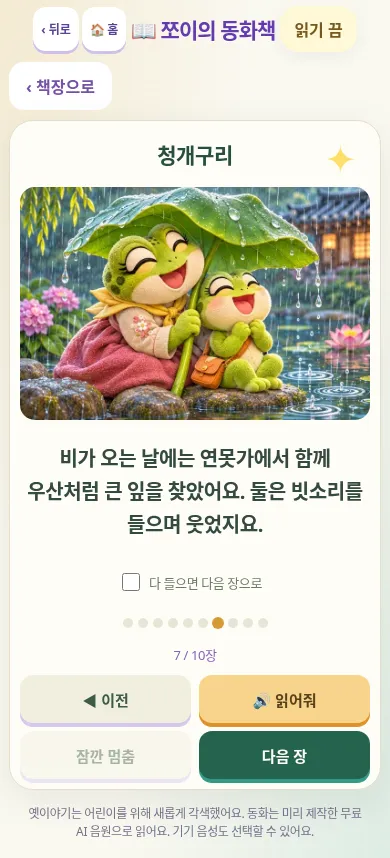 ‹ 뒤로
🏠 홈
📖 쪼이의 동화책
읽기 끔
‹ 책장으로
청개구리
비가 오는 날에는 연못가에서 함께
우산처럼 큰 잎을 찾았어요. 둘은 빗소리를
들으며 웃었지요.
다 들으면 다음 장으로
7 / 10장
◀ 이전
🔊 읽어줘
잠깐 멈춤
다음 장
옛이야기는 어린이를 위해 새롭게 각색했어요. 동화는 미리 제작한 무료
AI 음원으로 읽어요. 기기 음성도 선택할 수 있어요.